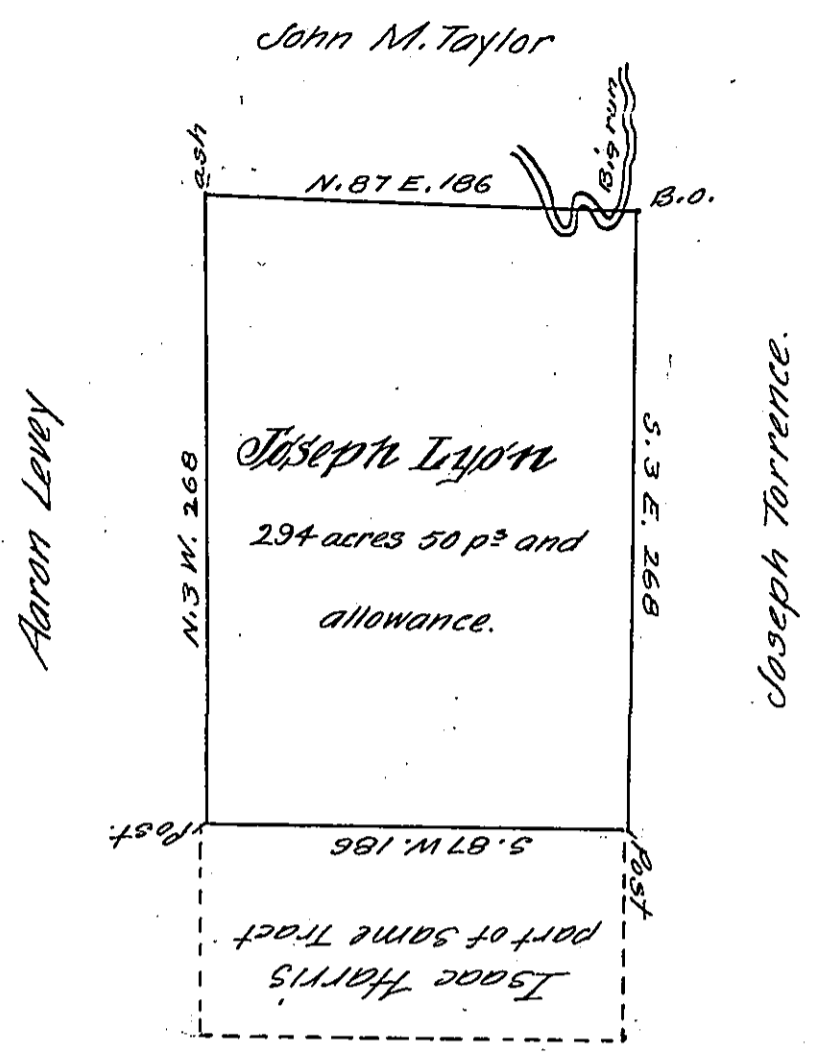 John M. Taylor
Big run
ash
N. 87 E. 186
B.O.
Aaron Levey
N. 3 W. 268
Joseph Lyon
294 acres 50 pˢ and
allowance.
S. 3 E. 268
Joseph Torrence.
Post.
S. 87 W. 186
Post
Isaac Harris
part of Same Tract